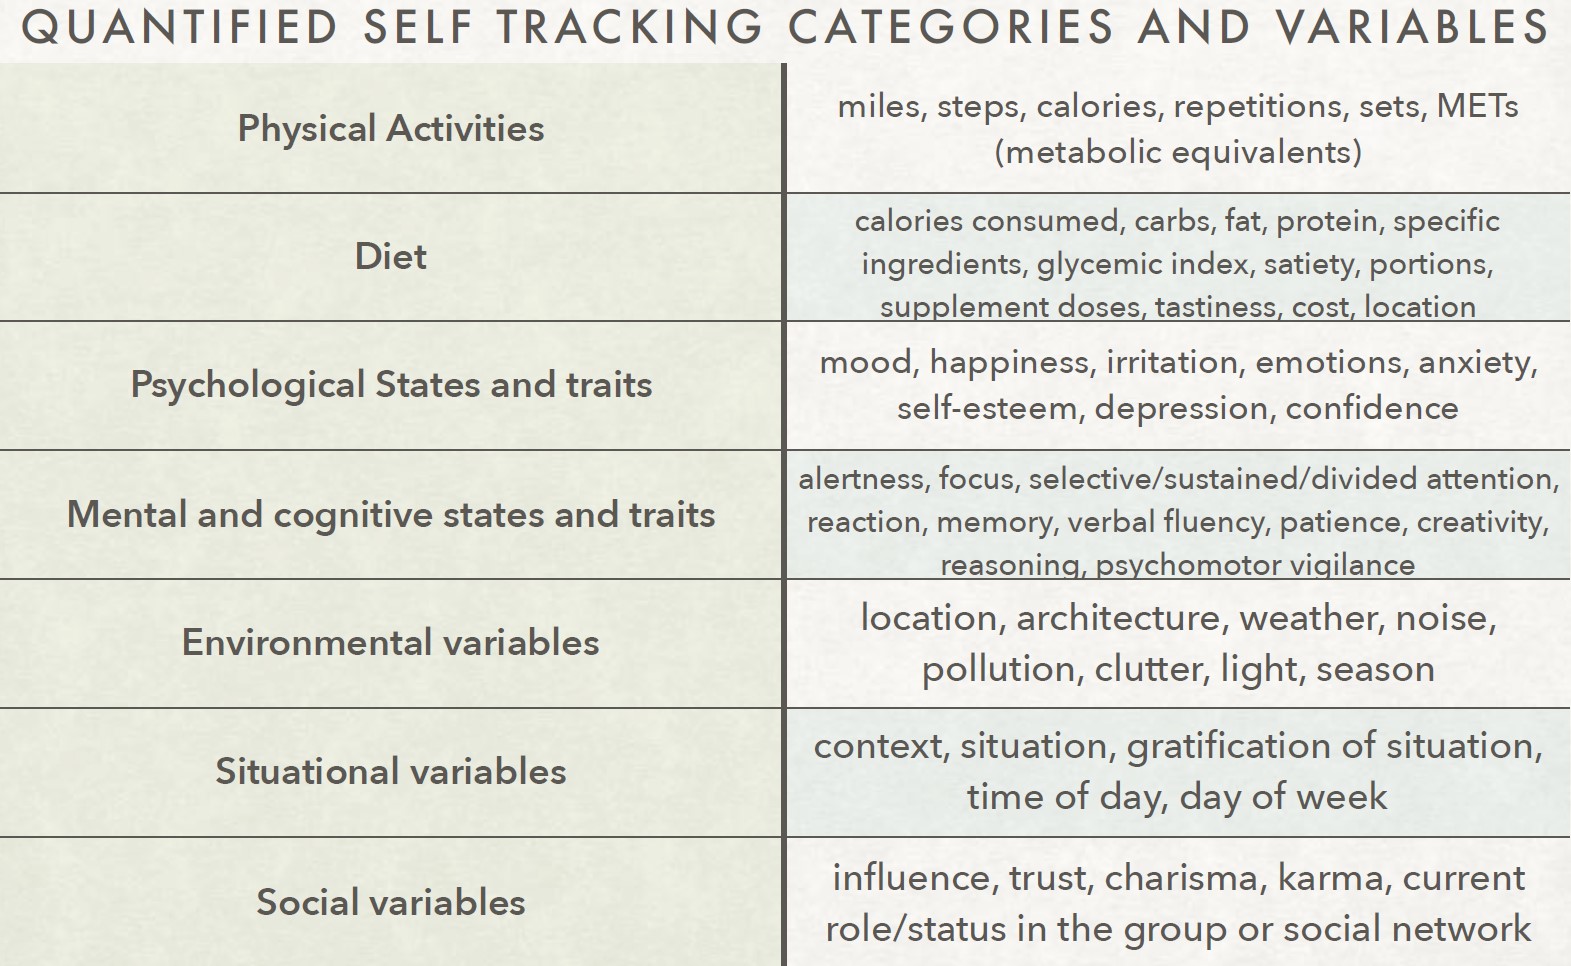 QUANTIFIED SELF TRACKING CATEGORIES AND VARIABLES
Physical Activities
miles, steps, calories, repetitions, sets, METs
(metabolic equivalents)
Diet
calories consumed, carbs, fat, protein, specific
ingredients, glycemic index, satiety, portions,
supplement doses, tastiness, cost, location
Psychological States and traits
mood, happiness, irritation, emotions, anxiety,
self-esteem, depression, confidence
Mental and cognitive states and traits
alertness, focus, selective/sustained/divided attention,
reaction, memory, verbal fluency, patience, creativity,
reasoning, psychomotor vigilance
Environmental variables
location, architecture, weather, noise,
pollution, clutter, light, season
Situational variables
context, situation, gratification of situation,
time of day, day of week
Social variables
influence, trust, charisma, karma, current
role/status in the group or social network